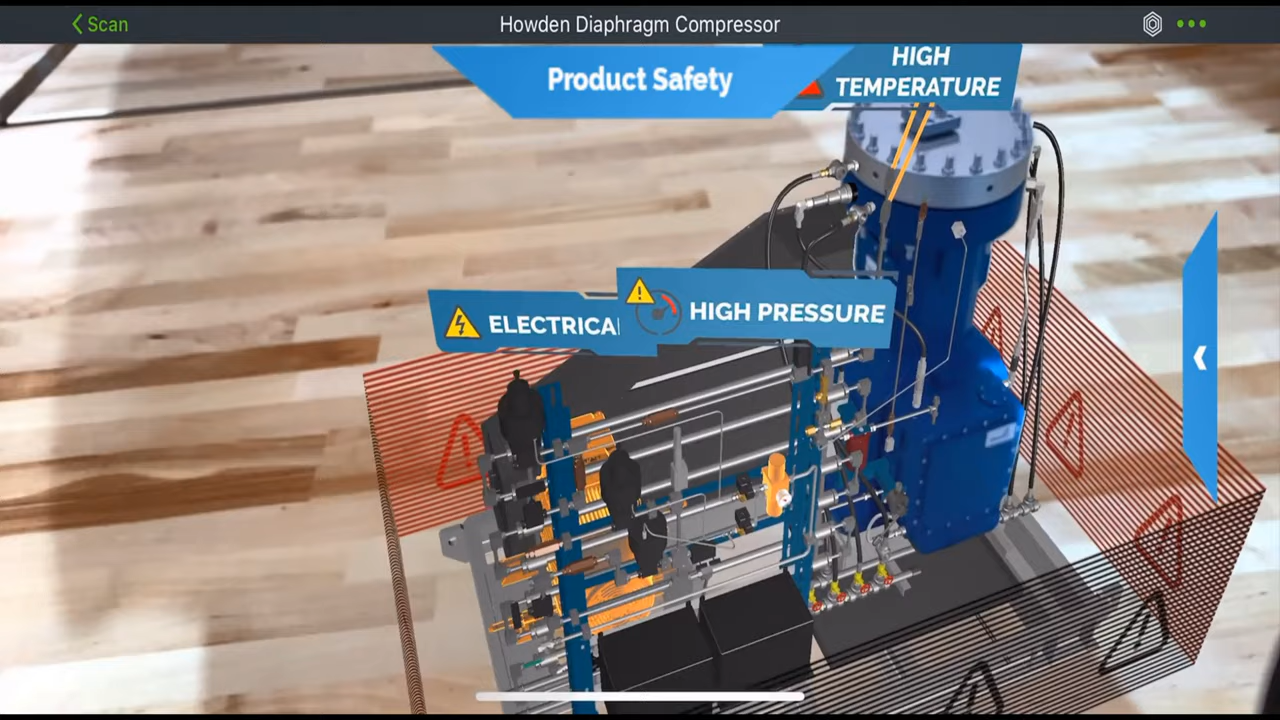 Scan
Howden Diaphragm Compressor
Product Safety
HIGH
TEMPERATURE
ELECTRICA
HIGH PRESSURE